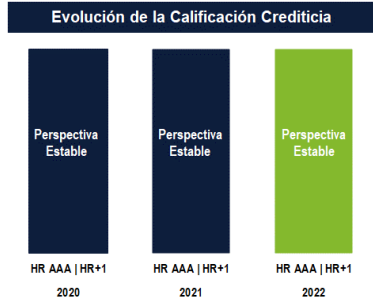 Evolución de la Calificación Crediticia
Perspectiva Estable
Perspectiva Estable
Perspectiva Estable
HR AAA | HR+1
HR AAA | HR+1
HR AAA | HR+1
2020
2021
2022